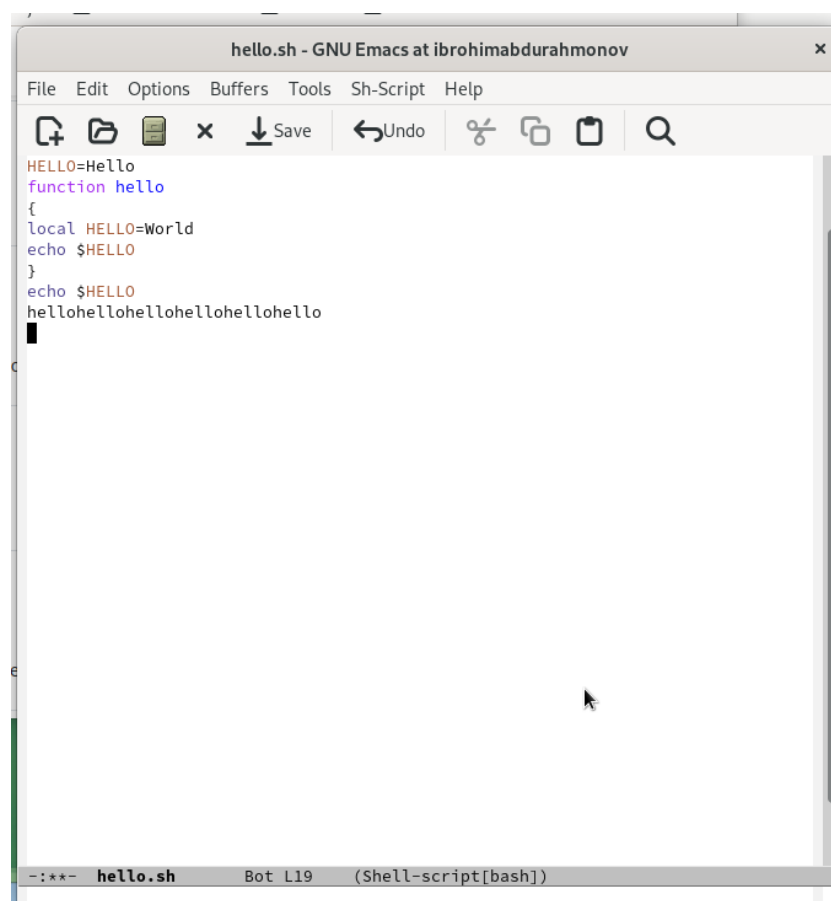 hello.sh - GNU Emacs at ibrohimabdurahmonov ×
File Edit Options Buffers Tools Sh-Script Help
Save Undo
HELLO=Hello
function hello
{
local HELLO=World
echo $HELLO
}
echo $HELLO
hellohellohellohellohellohello
-:**- hello.sh Bot L19 (Shell-script[bash])